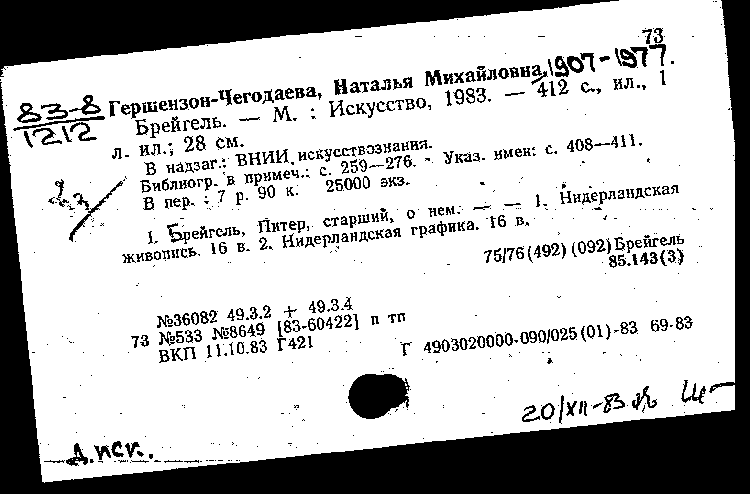 73
83-8
1212
Гершензон-Чегодаева, Наталья Михайловна, 1907-1977.
Брейгель. — М. : Искусство, 1983. — 412 с., ил., 1
л. ил.; 28 см.
В надзаг.: ВНИИ искусствознания.
Библиогр. в примеч.: с. 259—276. - Указ. имен: с. 408—411.
В пер. : 7 р. 90 к. 25000 экз.
1. Брейгель, Питер, старший, о нем. — — 1. Нидерландская
живопись. 16 в. 2. Нидерландская графика. 16 в.
75/76(492)(092)Брейгель
85.143(3)
№36082 49.3.2 + 49.3.4
73 №533 №8649 [83-60422] п тп
ВКП 11.10.83 Г421
Г 4903020000-090/025(01)-83 69-83
20/XII-83
Д. иск.